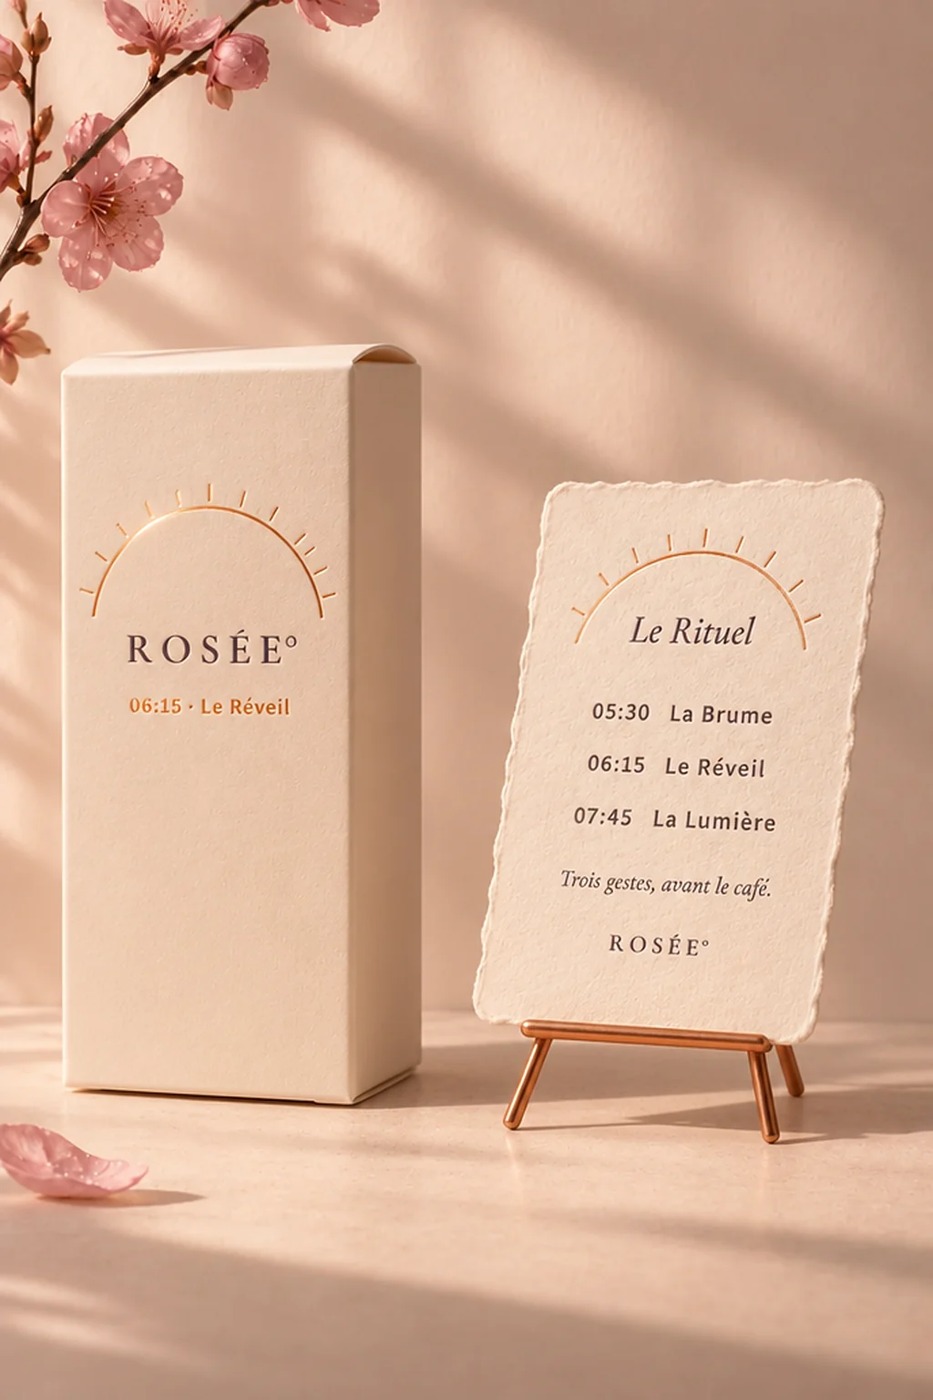 ROSÉE°
06:15 · Le Réveil
Le Rituel
05:30 La Brume
06:15 Le Réveil
07:45 La Lumière
Trois gestes, avant le café.
ROSÉE°